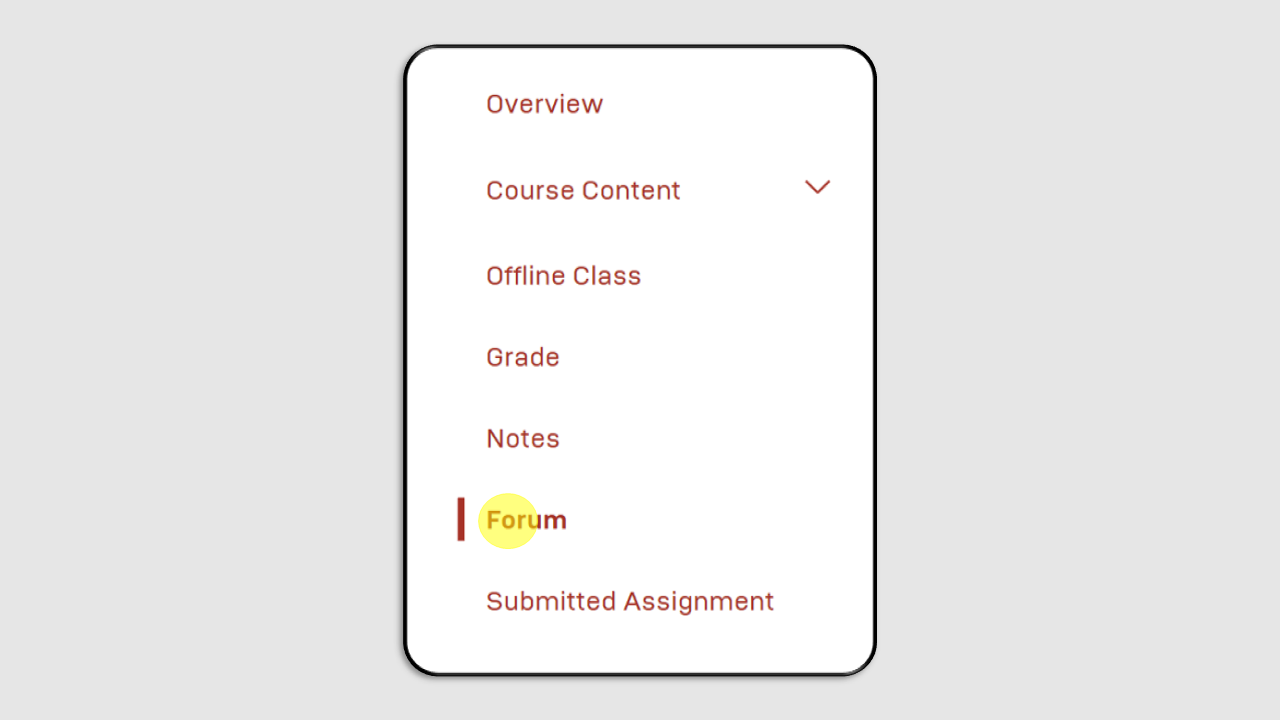 Overview
Course Content
Offline Class
Grade
Notes
Forum
Submitted Assignment